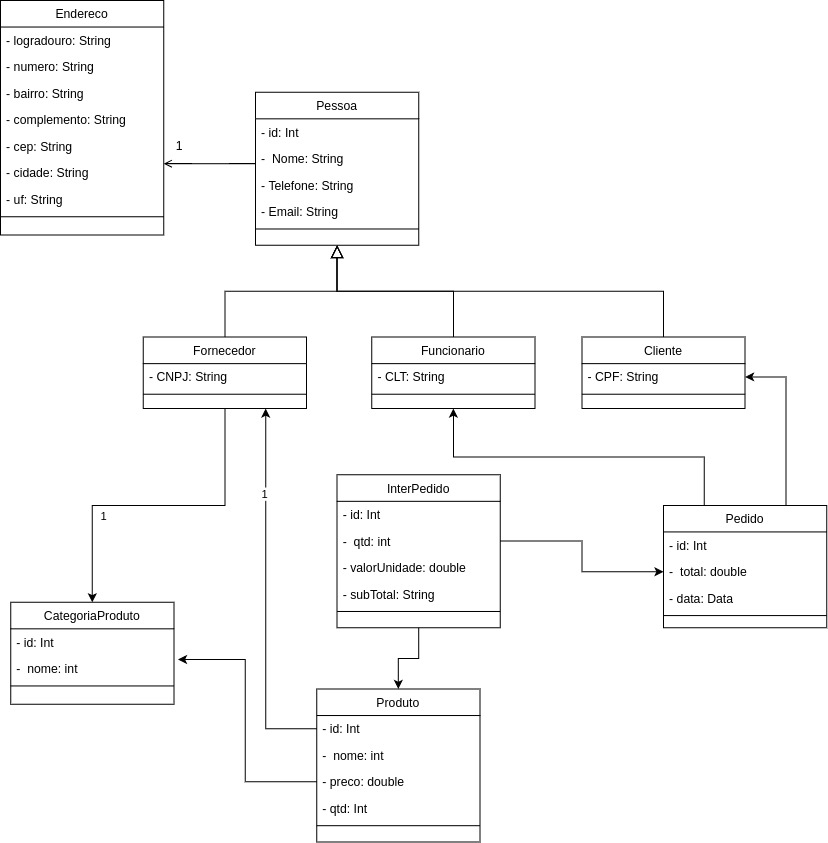 Endereco
- logradouro: String
- numero: String
- bairro: String
- complemento: String
- cep: String
- cidade: String
- uf: String
1
Pessoa
- id: Int
- Nome: String
- Telefone: String
- Email: String
Fornecedor
- CNPJ: String
Funcionario
- CLT: String
Cliente
- CPF: String
1
1
InterPedido
- id: Int
- qtd: int
- valorUnidade: double
- subTotal: String
Pedido
- id: Int
- total: double
- data: Data
CategoriaProduto
- id: Int
- nome: int
Produto
- id: Int
- nome: int
- preco: double
- qtd: Int